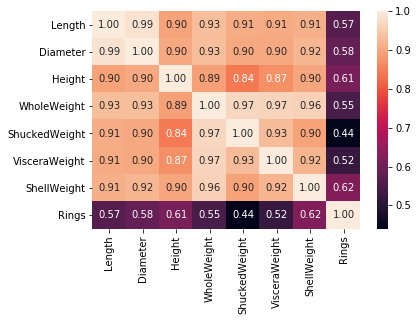 Length 1.00 0.99 0.90 0.93 0.91 0.91 0.91 0.57
Diameter 0.99 1.00 0.90 0.93 0.90 0.90 0.92 0.58
Height 0.90 0.90 1.00 0.89 0.84 0.87 0.90 0.61
WholeWeight 0.93 0.93 0.89 1.00 0.97 0.97 0.96 0.55
ShuckedWeight 0.91 0.90 0.84 0.97 1.00 0.93 0.90 0.44
VisceraWeight 0.91 0.90 0.87 0.97 0.93 1.00 0.92 0.52
ShellWeight 0.91 0.92 0.90 0.96 0.90 0.92 1.00 0.62
Rings 0.57 0.58 0.61 0.55 0.44 0.52 0.62 1.00
Length
Diameter
Height
WholeWeight
ShuckedWeight
VisceraWeight
ShellWeight
Rings
1.0
0.9
0.8
0.7
0.6
0.5